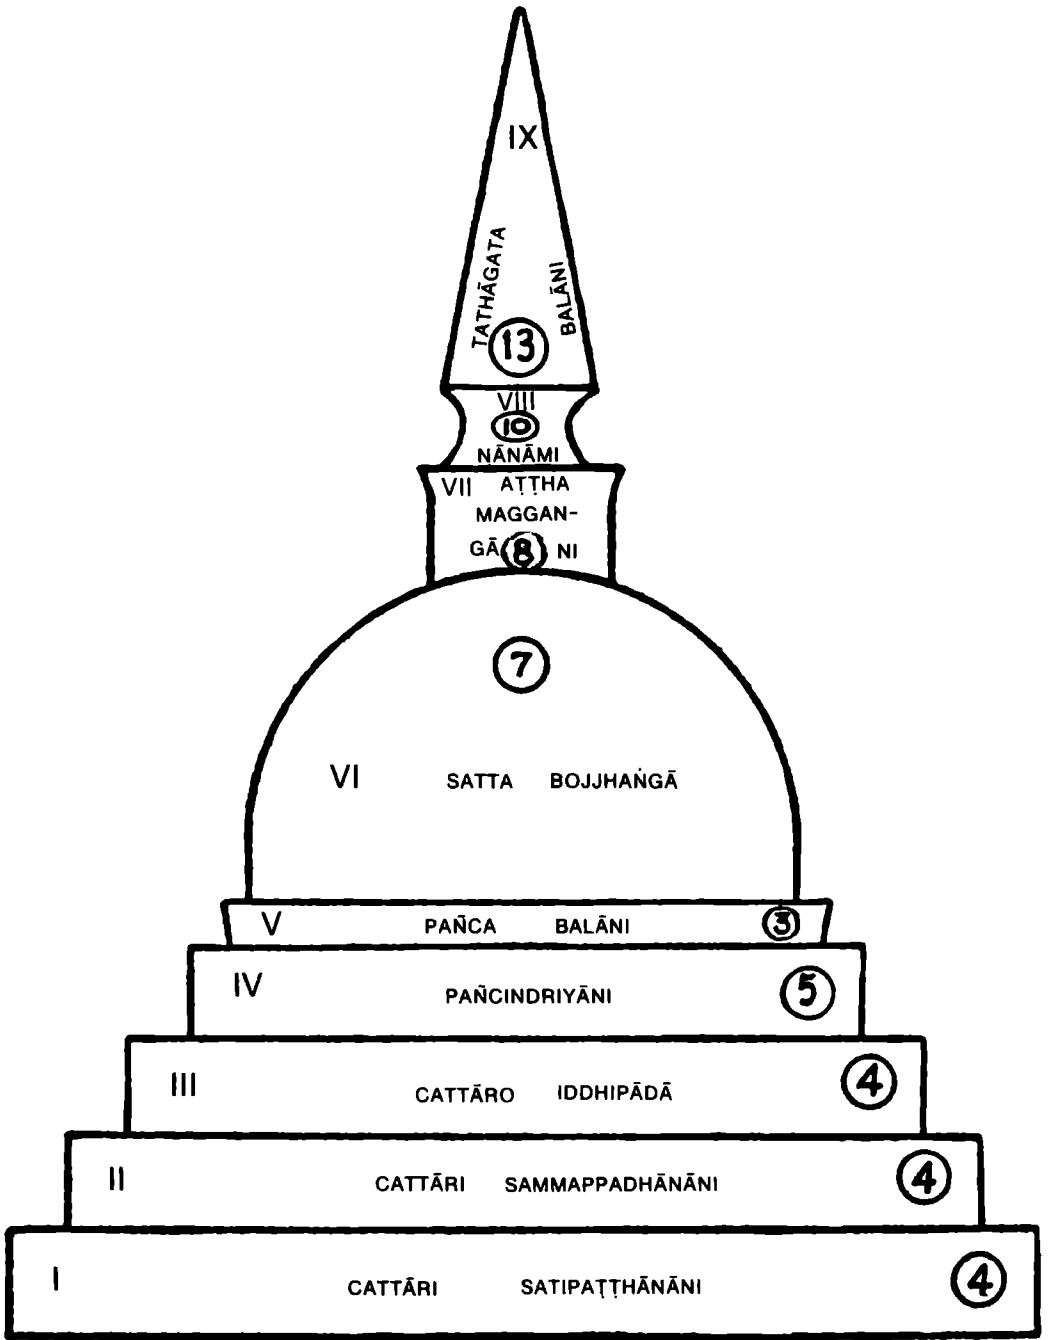 IX
TATHĀGATA BALĀNI
13
VIII
10
NĀNĀMI
VII AṬṬHA
MAGGAN-
GĀ 8 NI
7
VI SATTA BOJJHAṄGĀ
V PAÑCA BALĀNI 3
IV PAÑCINDRIYĀNI 5
III CATTĀRO IDDHIPĀDĀ 4
II CATTĀRI SAMMAPPADHĀNĀNI 4
I CATTĀRI SATIPAṬṬHĀNĀNI 4